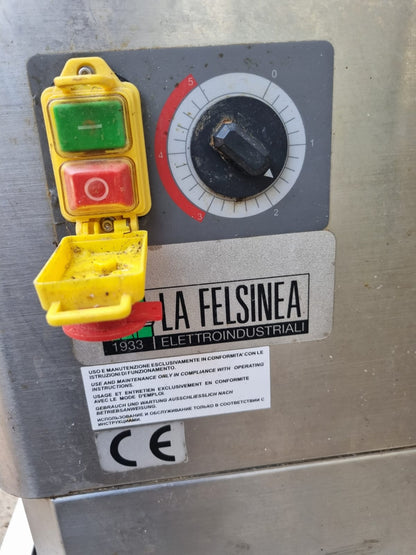 0
1
2
3
4
5
I
O
LA FELSINEA
1933 ELETTROINDUSTRIALI
USO E MANUTENZIONE ESCLUSIVAMENTE IN CONFORMITA' CON LE
ISTRUZIONI DI FUNZIONAMENTO.
USE AND MAINTENANCE ONLY IN COMPLIANCE WITH OPERATING
INSTRUCTIONS.
USAGE ET ENTRETIEN EXCLUSIVEMENT EN CONFORMITE
AVEC LE MODE D'EMPLOI.
GEBRAUCH UND WARTUNG AUSSCHLIESSLICH NACH
BETRIEBSANWEISUNG.
ИСПОЛЬЗОВАНИЕ И ОБСЛУЖИВАНИЕ ТОЛЬКО В СООТВЕТСТВИИ С
ИНСТРУКЦИЯМИ.
CE